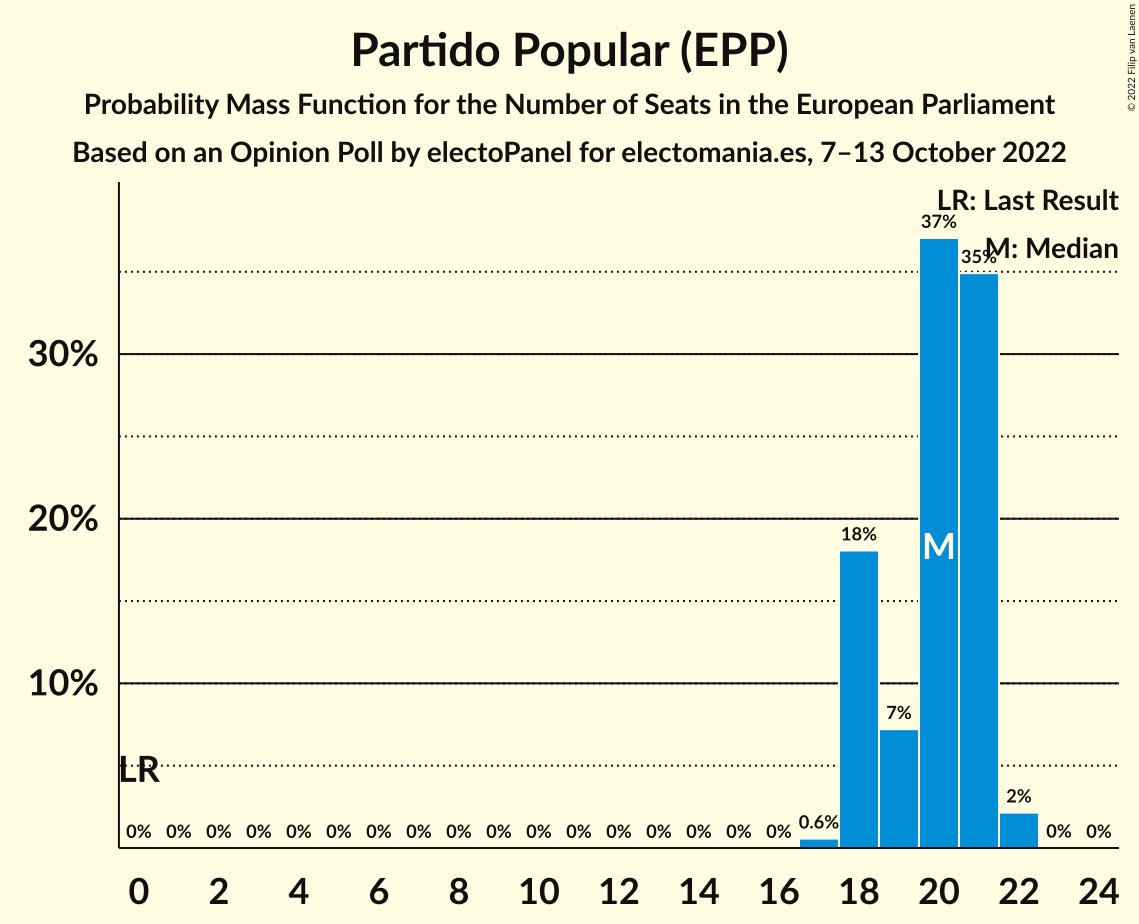 Partido Popular (EPP)
Probability Mass Function for the Number of Seats in the European Parliament
Based on an Opinion Poll by electoPanel for electomania.es, 7–13 October 2022
© 2022 Filip van Laenen
LR: Last Result
M: Median
37%
35%
30%
20%
18%
M
10%
7%
LR
2%
0% 0% 0% 0% 0% 0% 0% 0% 0% 0% 0% 0% 0% 0% 0% 0% 0% 0.6% 0% 0%
0 2 4 6 8 10 12 14 16 18 20 22 24